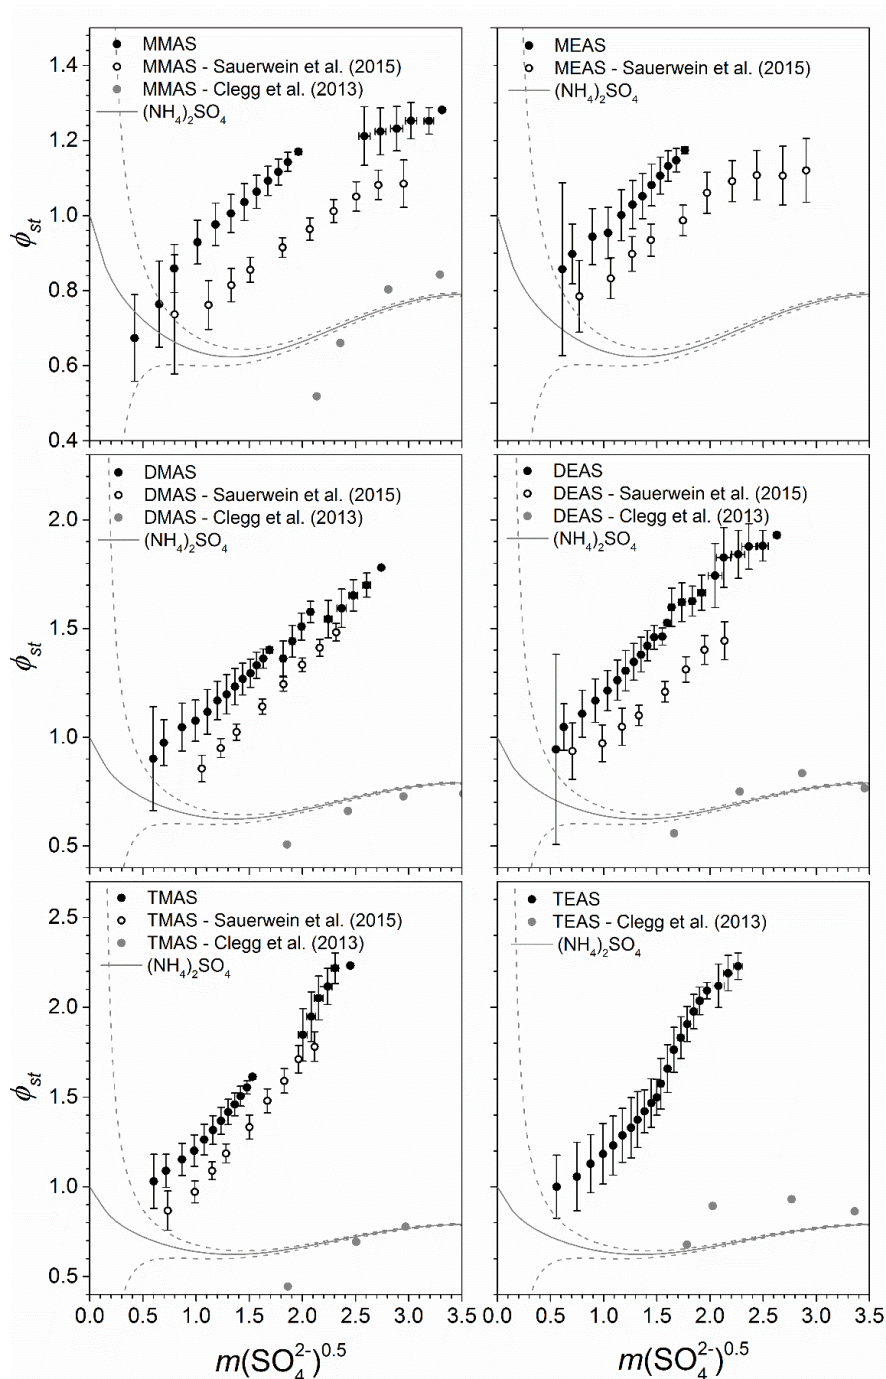 MMAS
MMAS - Sauerwein et al. (2015)
MMAS - Clegg et al. (2013)
(NH₄)₂SO₄
1.4
1.2
1.0
0.8
0.6
0.4
ϕst
MEAS
MEAS - Sauerwein et al. (2015)
(NH₄)₂SO₄
DMAS
DMAS - Sauerwein et al. (2015)
DMAS - Clegg et al. (2013)
(NH₄)₂SO₄
2.0
1.5
1.0
0.5
ϕst
DEAS
DEAS - Sauerwein et al. (2015)
DEAS - Clegg et al. (2013)
(NH₄)₂SO₄
TMAS
TMAS - Sauerwein et al. (2015)
TMAS - Clegg et al. (2013)
(NH₄)₂SO₄
2.5
2.0
1.5
1.0
0.5
ϕst
0.0 0.5 1.0 1.5 2.0 2.5 3.0 3.5
m(SO₄²⁻)^0.5
TEAS
TEAS - Clegg et al. (2013)
(NH₄)₂SO₄
0.0 0.5 1.0 1.5 2.0 2.5 3.0 3.5
m(SO₄²⁻)^0.5